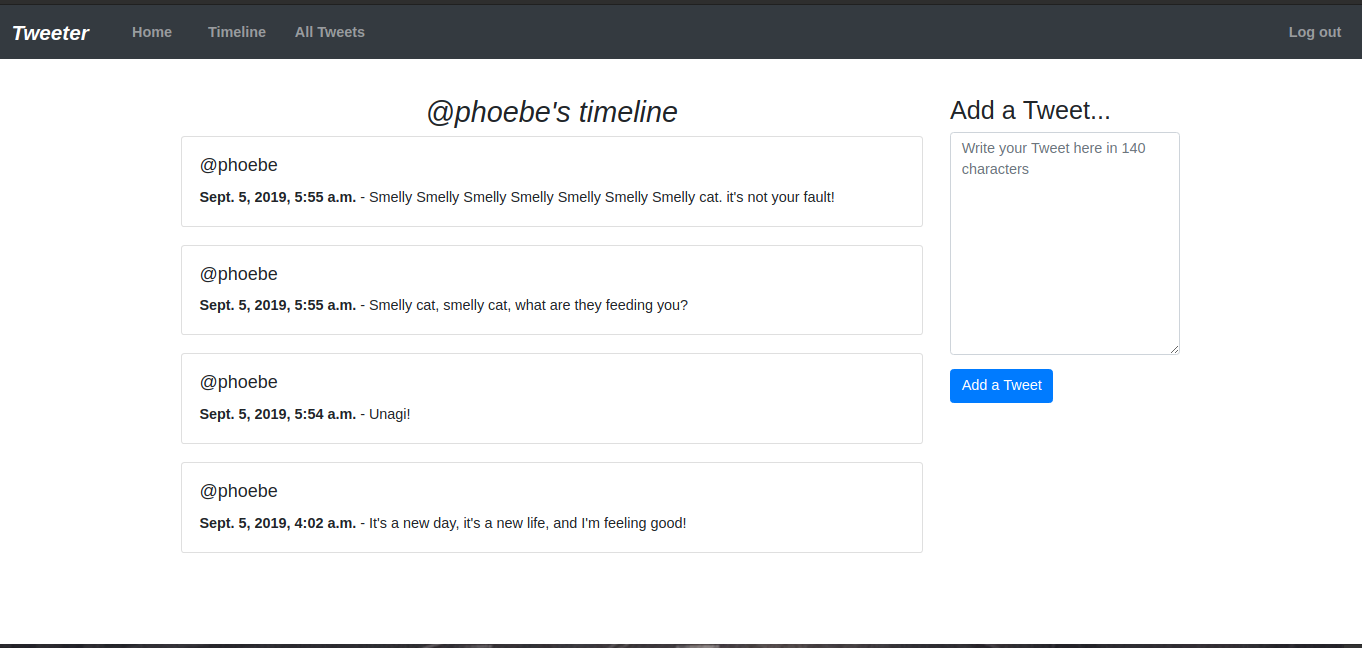 Tweeter Home Timeline All Tweets Log out
@phoebe's timeline
@phoebe
Sept. 5, 2019, 5:55 a.m. - Smelly Smelly Smelly Smelly Smelly Smelly Smelly cat. it's not your fault!
@phoebe
Sept. 5, 2019, 5:55 a.m. - Smelly cat, smelly cat, what are they feeding you?
@phoebe
Sept. 5, 2019, 5:54 a.m. - Unagi!
@phoebe
Sept. 5, 2019, 4:02 a.m. - It's a new day, it's a new life, and I'm feeling good!
Add a Tweet...
Write your Tweet here in 140
characters
Add a Tweet